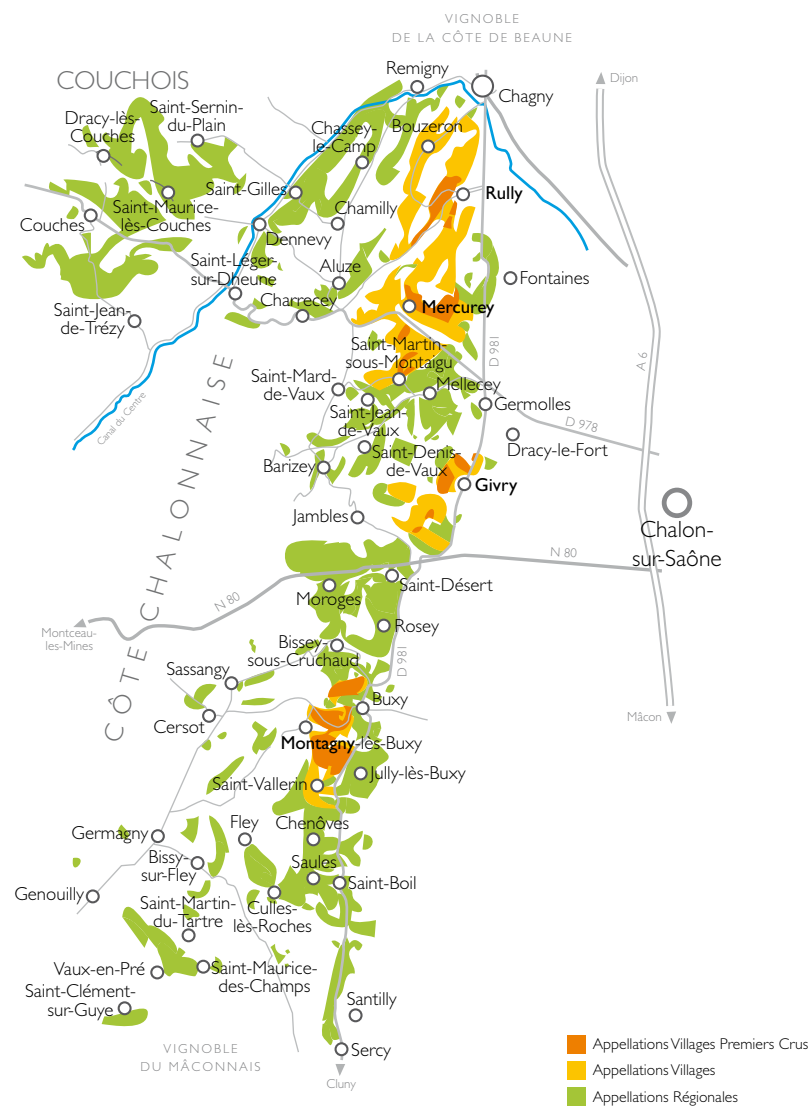 VIGNOBLE
DE LA CÔTE DE BEAUNE
COUCHOIS
Remigny
Chagny
Dijon
Saint-Sernin-
du-Plain
Dracy-lès-
Couches
Chassey-
le-Camp
Bouzeron
Saint-Gilles
Rully
Saint-Maurice-
lès-Couches
Couches
Chamilly
Dennevy
Saint-Léger-
sur-Dheune
Aluze
Fontaines
Charrecey
Mercurey
Saint-Jean-
de-Trézy
D 981
A 6
Saint-Martin-
sous-Montaigu
Saint-Mard-
de-Vaux
Mellecey
Germolles
Saint-Jean-
de-Vaux
D 978
Canal du Centre
Dracy-le-Fort
Saint-Denis-
de-Vaux
Barizey
Givry
Jambles
Chalon-
sur-Saône
CÔTE CHALONNAISE
N 80
Saint-Désert
Moroges
N 80
Montceau-
les-Mines
Rosey
Bissey-
sous-Cruchaud
D 981
Sassangy
Buxy
Cersot
Mâcon
Montagny-lès-Buxy
Jully-lès-Buxy
Saint-Vallerin
Germagny
Fley
Chenôves
Bissy-
sur-Fley
Saules
Saint-Boil
Genouilly
Culles-
lès-Roches
Saint-Martin-
du-Tartre
Vaux-en-Pré
Saint-Maurice-
des-Champs
Saint-Clément-
sur-Guye
Santilly
VIGNOBLE
DU MÂCONNAIS
Sercy
Cluny
Appellations Villages Premiers Crus
Appellations Villages
Appellations Régionales